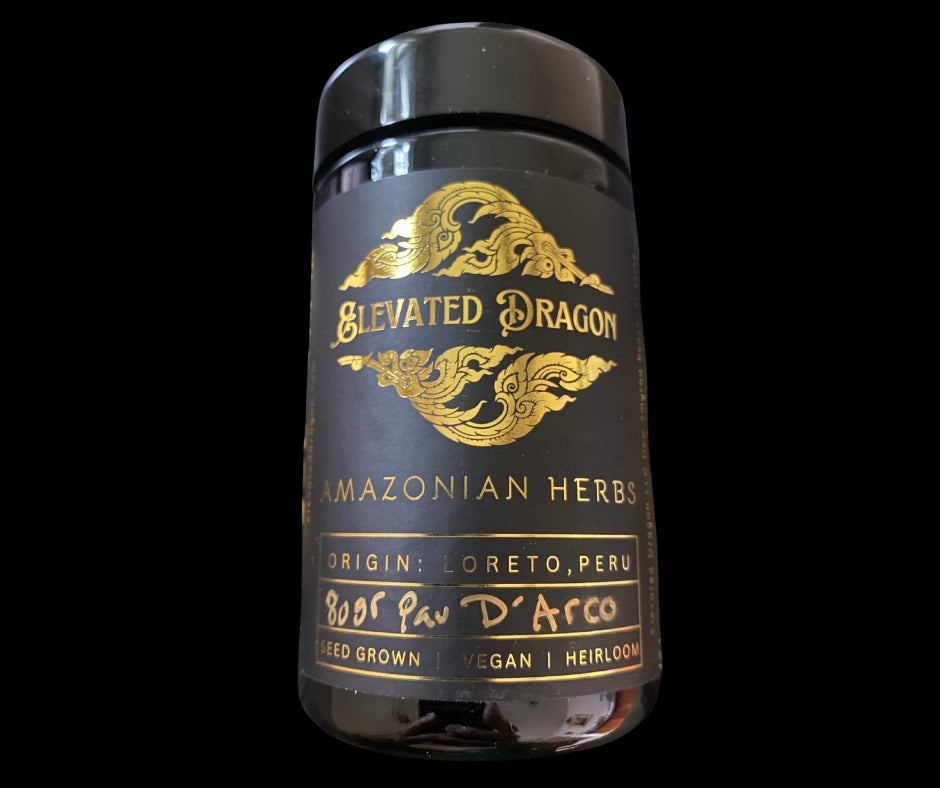 ELEVATED DRAGON
AMAZONIAN HERBS
ORIGIN: LORETO, PERU
80gr Pau D'Arco
SEED GROWN | VEGAN | HEIRLOOM